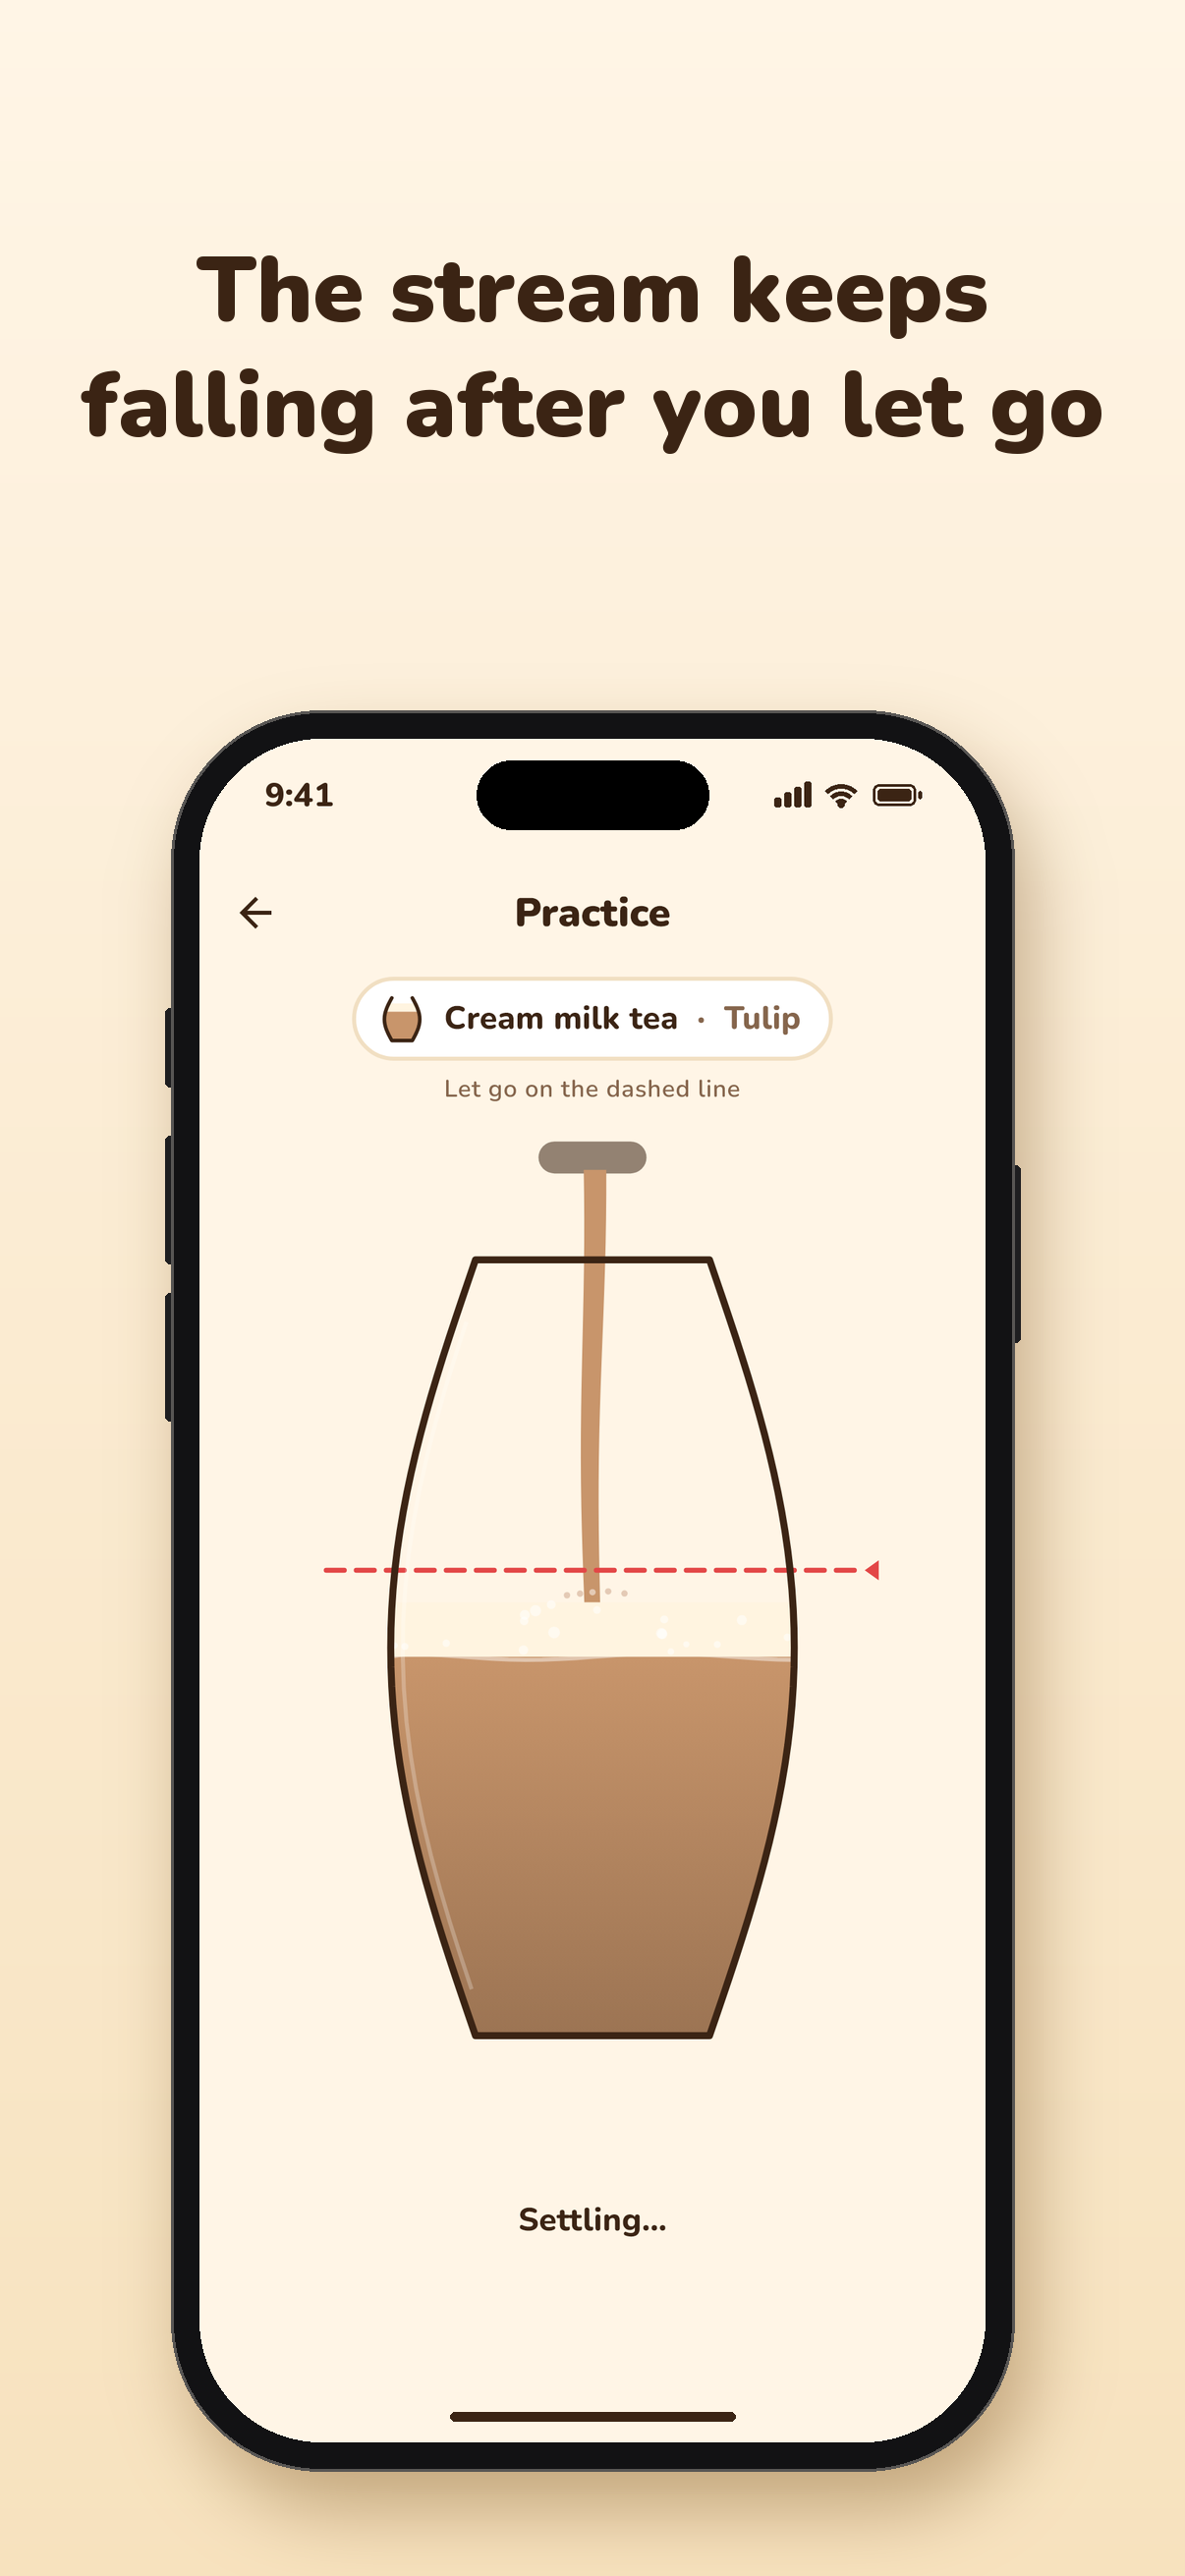 The stream keeps
falling after you let go
9:41
Practice
Cream milk tea · Tulip
Let go on the dashed line
Settling...